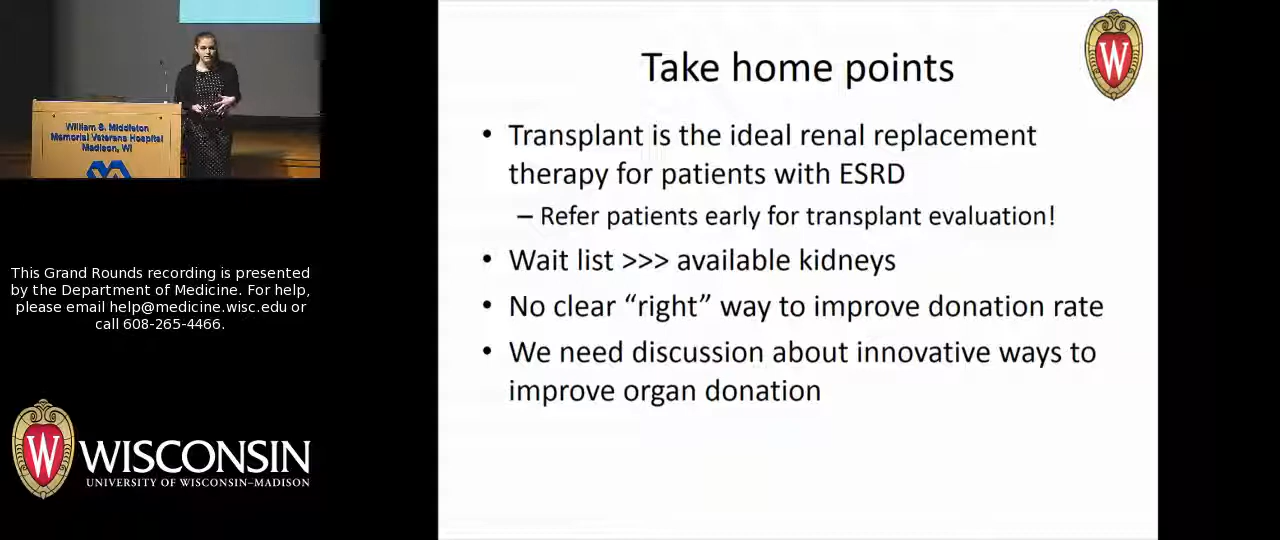 William S. Middleton
Memorial Veterans Hospital
Madison, WI
This Grand Rounds recording is presented
by the Department of Medicine. For help,
please email help@medicine.wisc.edu or
call 608-265-4466.
W WISCONSIN
UNIVERSITY OF WISCONSIN–MADISON
W
Take home points
• Transplant is the ideal renal replacement
therapy for patients with ESRD
– Refer patients early for transplant evaluation!
• Wait list >>> available kidneys
• No clear “right” way to improve donation rate
• We need discussion about innovative ways to
improve organ donation